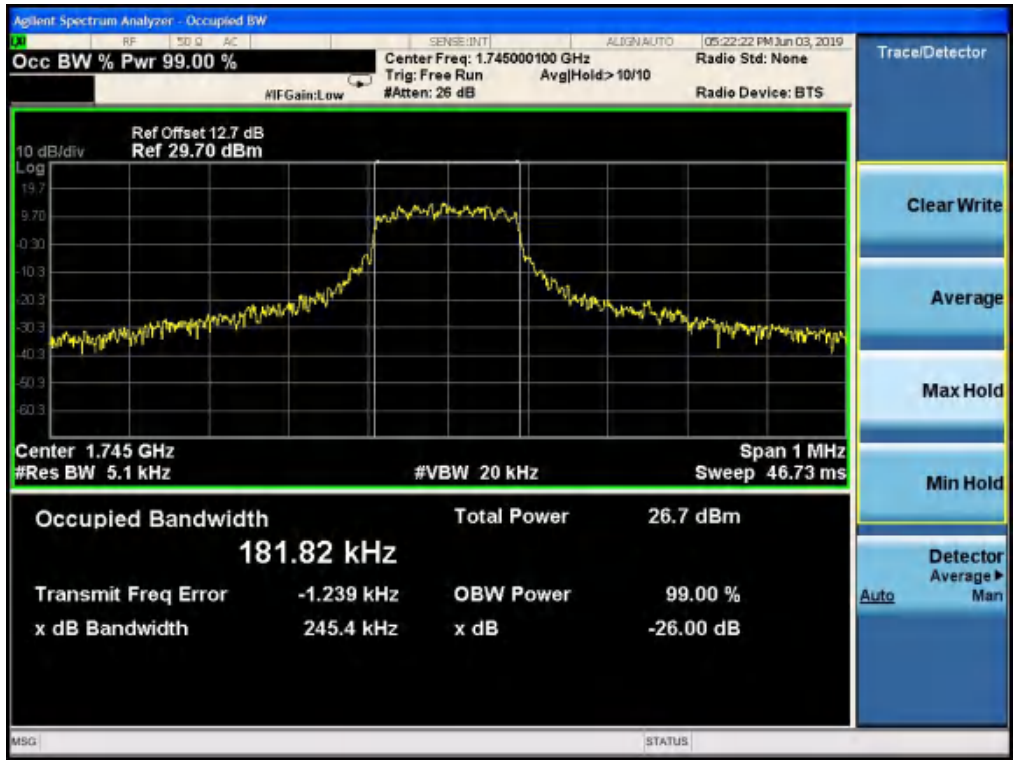 Agilent Spectrum Analyzer - Occupied BW
RF 50 Ω AC SENSE:INT ALIGN AUTO 05:22:22 PM Jun 03, 2019
Occ BW % Pwr 99.00 % Center Freq: 1.745000100 GHz Radio Std: None
Trig: Free Run Avg|Hold:> 10/10
#IFGain:Low #Atten: 26 dB Radio Device: BTS
Ref Offset 12.7 dB
10 dB/div Ref 29.70 dBm
Log
19.7
9.70
-0.30
-10.3
-20.3
-30.3
-40.3
-50.3
-60.3
Center 1.745 GHz Span 1 MHz
#Res BW 5.1 kHz #VBW 20 kHz Sweep 46.73 ms
Occupied Bandwidth Total Power 26.7 dBm
181.82 kHz
Transmit Freq Error -1.239 kHz OBW Power 99.00 %
x dB Bandwidth 245.4 kHz x dB -26.00 dB
MSG STATUS
Trace/Detector
Clear Write
Average
Max Hold
Min Hold
Detector
Average▶
Auto Man